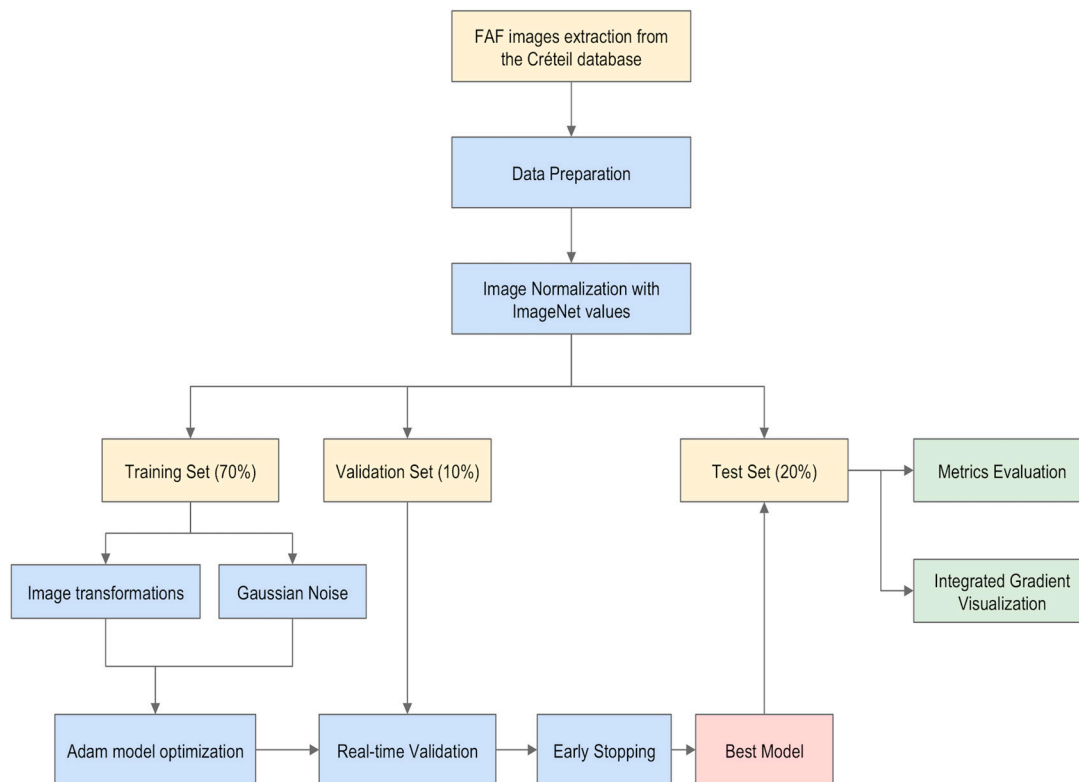 FAF images extraction from
the Créteil database
Data Preparation
Image Normalization with
ImageNet values
Training Set (70%)
Validation Set (10%)
Test Set (20%)
Metrics Evaluation
Image transformations
Gaussian Noise
Integrated Gradient
Visualization
Adam model optimization
Real-time Validation
Early Stopping
Best Model